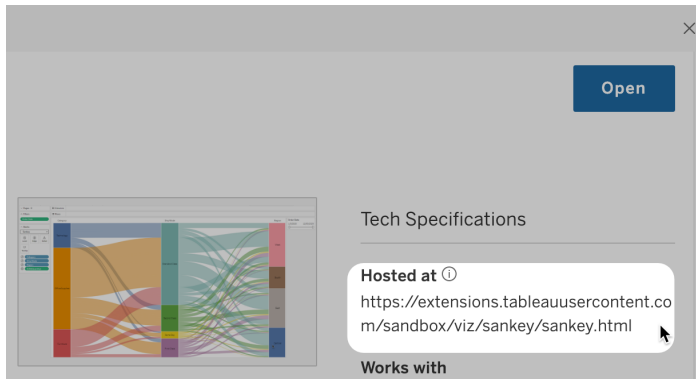 Open
Tech Specifications
Hosted at
https://extensions.tableauusercontent.co
m/sandbox/viz/sankey/sankey.html
Works with